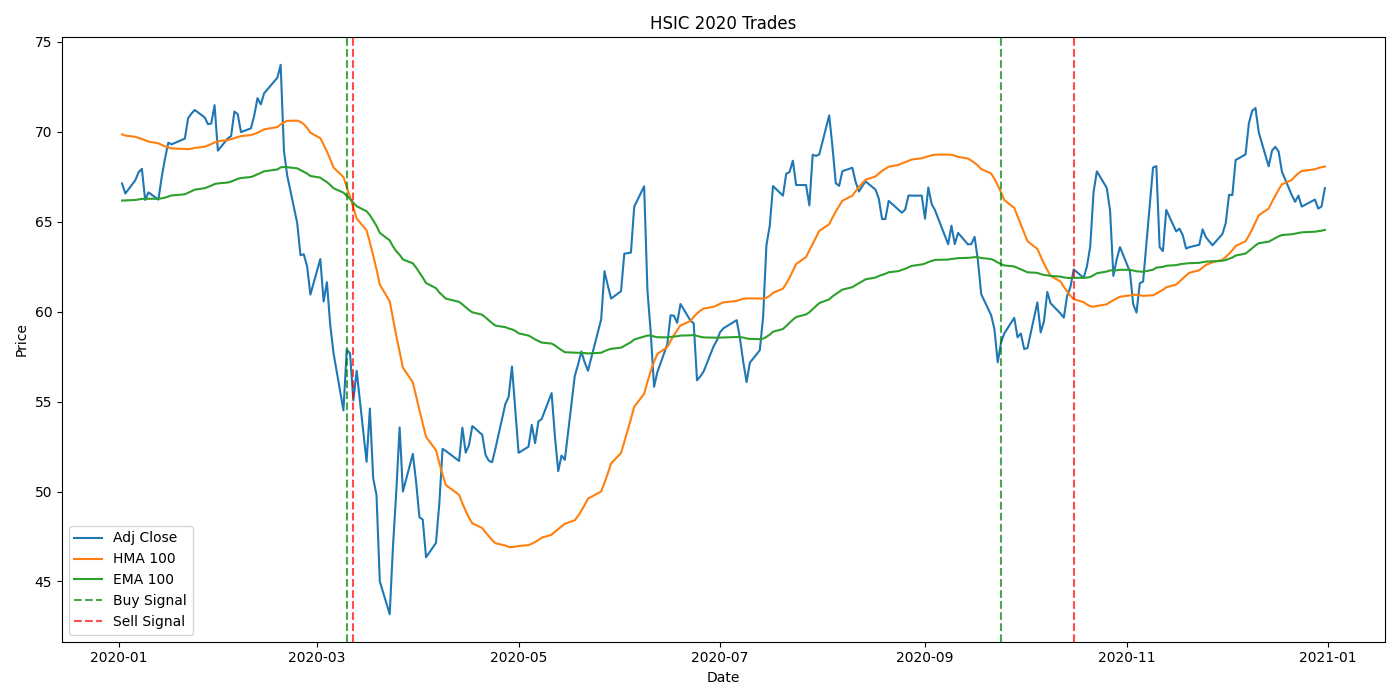 HSIC 2020 Trades
Price
75
70
65
60
55
50
45
Adj Close
HMA 100
EMA 100
Buy Signal
Sell Signal
2020-01
2020-03
2020-05
2020-07
2020-09
2020-11
2021-01
Date